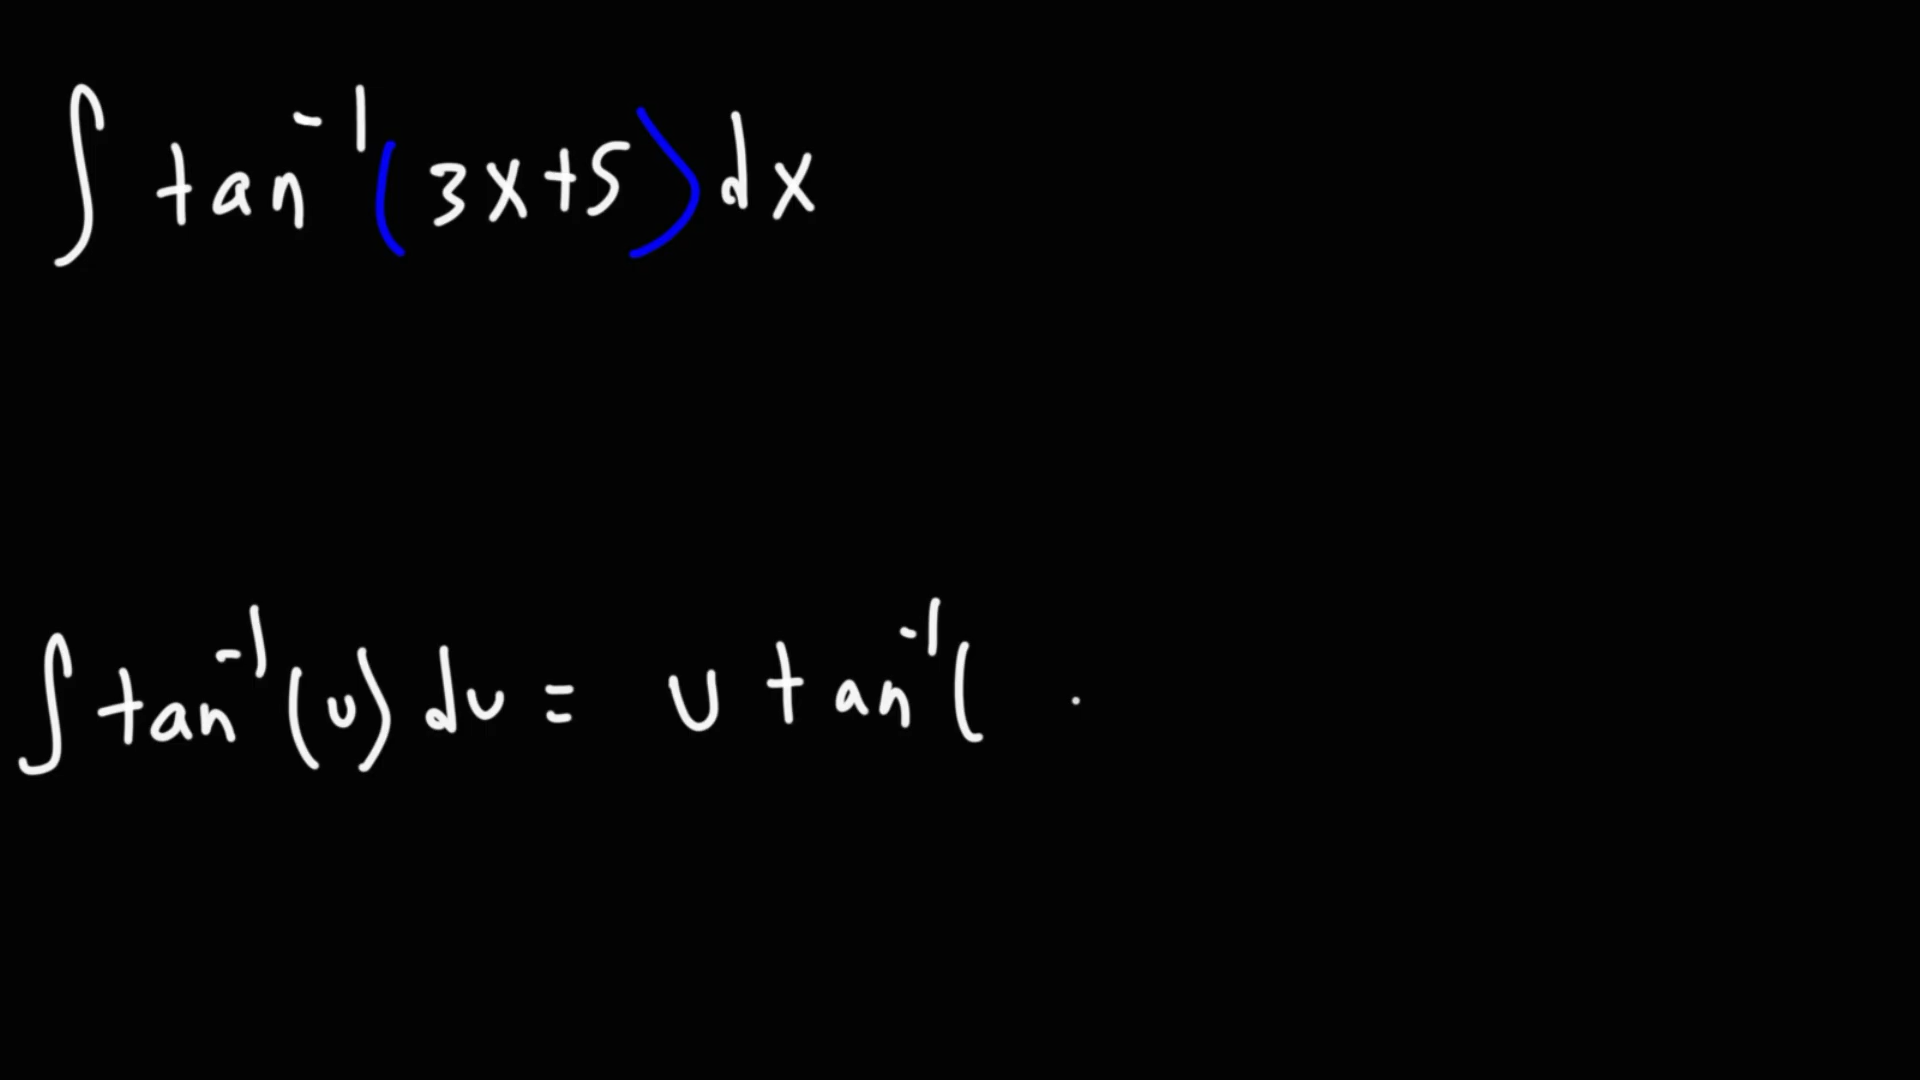 ∫ tan⁻¹(3x+5)dx
∫ tan⁻¹(u) du = u tan⁻¹(